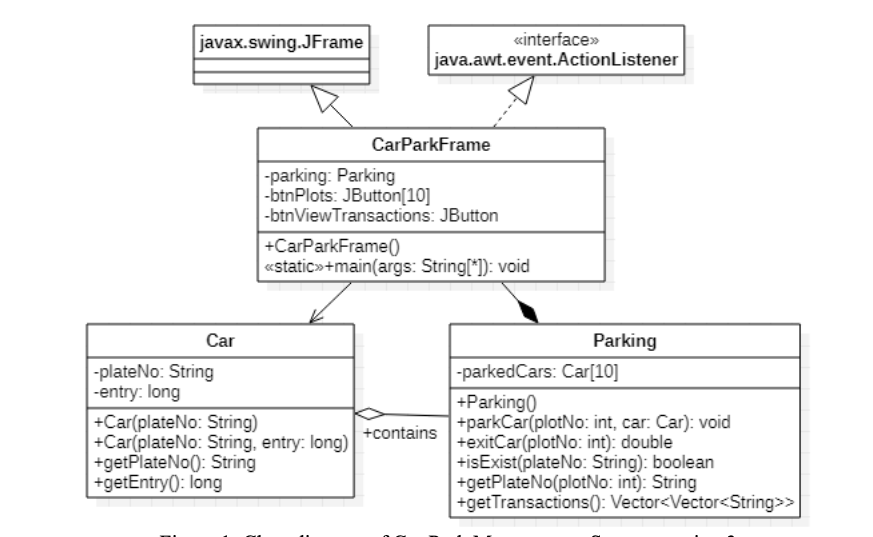 javax.swing.JFrame
«interface»
java.awt.event.ActionListener
CarParkFrame
-parking: Parking
-btnPlots: JButton[10]
-btnViewTransactions: JButton
+CarParkFrame()
«static»+main(args: String[*]): void
Car
-plateNo: String
-entry: long
+Car(plateNo: String)
+Car(plateNo: String, entry: long)
+getPlateNo(): String
+getEntry(): long
+contains
Parking
-parkedCars: Car[10]
+Parking()
+parkCar(plotNo: int, car: Car): void
+exitCar(plotNo: int): double
+isExist(plateNo: String): boolean
+getPlateNo(plotNo: int): String
+getTransactions(): Vector<Vector<String>>